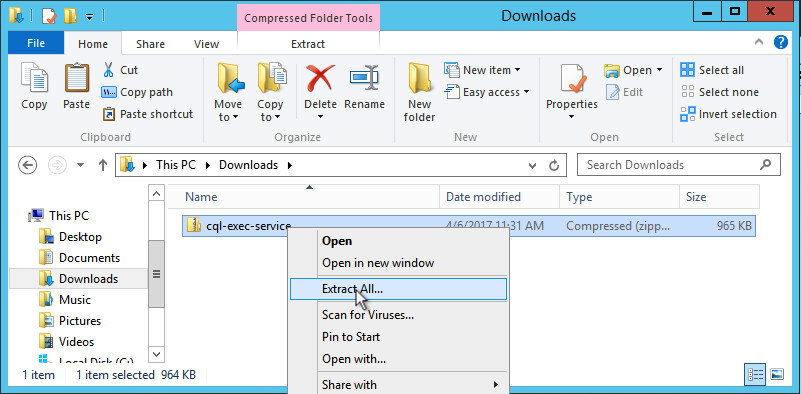 Compressed Folder Tools
Downloads
File
Home
Share
View
Extract
Copy
Paste
Cut
Copy path
Paste shortcut
Clipboard
Move to
Copy to
Delete
Rename
Organize
New folder
New item
Easy access
New
Properties
Open
Edit
Open
Select all
Select none
Invert selection
Select
This PC
Downloads
Search Downloads
This PC
Desktop
Documents
Downloads
Music
Pictures
Videos
Name
Date modified
Type
Size
cql-exec-service
4/6/2017 11:31 AM
Compressed (zipp...
965 KB
Open
Open in new window
Extract All...
Scan for Viruses...
Pin to Start
Open with...
Share with
1 item
1 item selected 964 KB